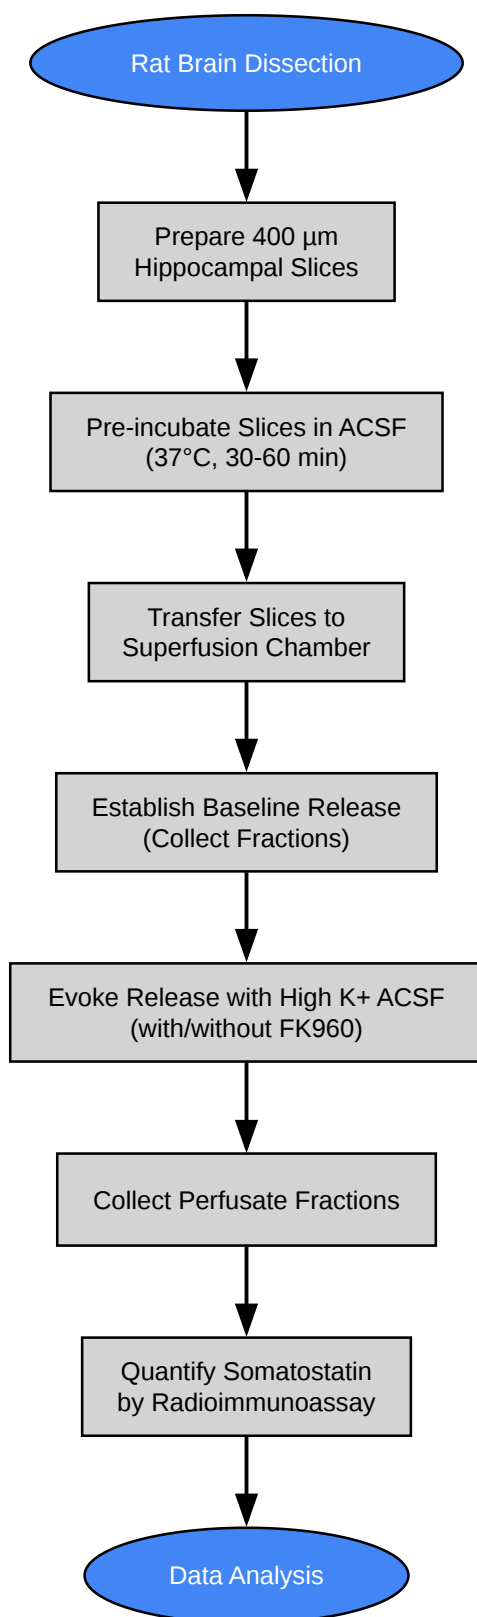 Rat Brain Dissection
Prepare 400 µm
Hippocampal Slices
Pre-incubate Slices in ACSF
(37°C, 30-60 min)
Transfer Slices to
Superfusion Chamber
Establish Baseline Release
(Collect Fractions)
Evoke Release with High K+ ACSF
(with/without FK960)
Collect Perfusate Fractions
Quantify Somatostatin
by Radioimmunoassay
Data Analysis